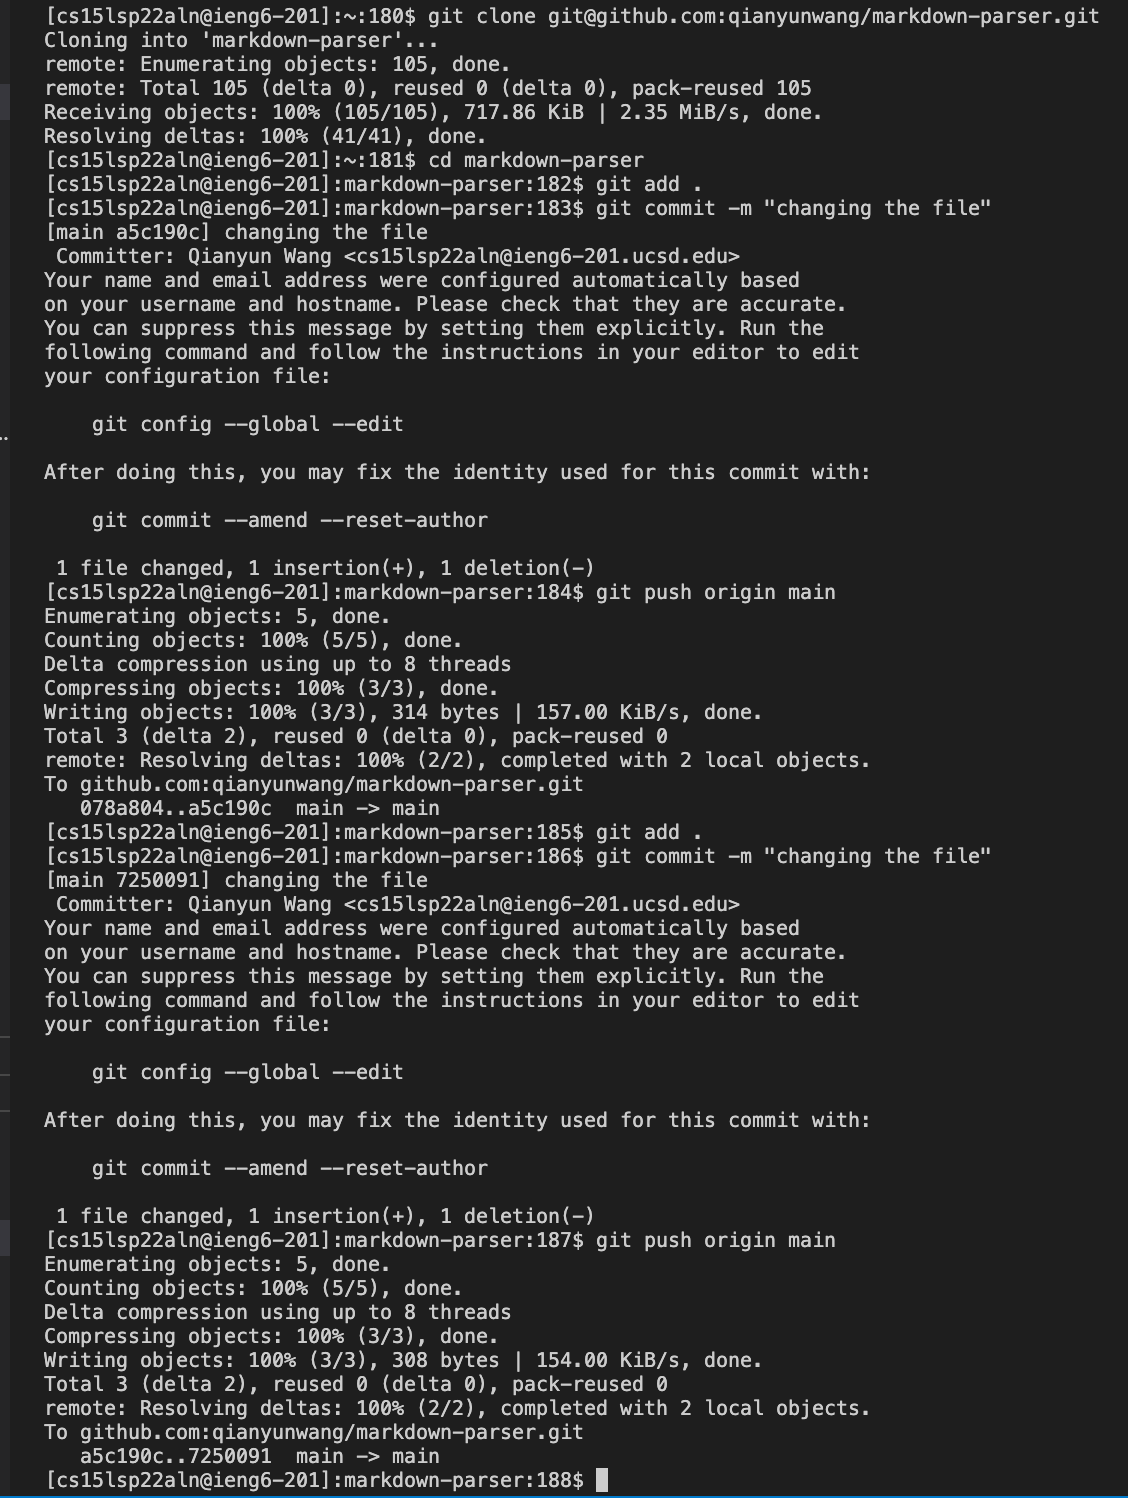 [cs15lsp22aln@ieng6-201]:~:180$ git clone git@github.com:qianyunwang/markdown-parser.git
Cloning into 'markdown-parser'...
remote: Enumerating objects: 105, done.
remote: Total 105 (delta 0), reused 0 (delta 0), pack-reused 105
Receiving objects: 100% (105/105), 717.86 KiB | 2.35 MiB/s, done.
Resolving deltas: 100% (41/41), done.
[cs15lsp22aln@ieng6-201]:~:181$ cd markdown-parser
[cs15lsp22aln@ieng6-201]:markdown-parser:182$ git add .
[cs15lsp22aln@ieng6-201]:markdown-parser:183$ git commit -m "changing the file"
[main a5c190c] changing the file
 Committer: Qianyun Wang <cs15lsp22aln@ieng6-201.ucsd.edu>
Your name and email address were configured automatically based
on your username and hostname. Please check that they are accurate.
You can suppress this message by setting them explicitly. Run the
following command and follow the instructions in your editor to edit
your configuration file:

    git config --global --edit

After doing this, you may fix the identity used for this commit with:

    git commit --amend --reset-author

 1 file changed, 1 insertion(+), 1 deletion(-)
[cs15lsp22aln@ieng6-201]:markdown-parser:184$ git push origin main
Enumerating objects: 5, done.
Counting objects: 100% (5/5), done.
Delta compression using up to 8 threads
Compressing objects: 100% (3/3), done.
Writing objects: 100% (3/3), 314 bytes | 157.00 KiB/s, done.
Total 3 (delta 2), reused 0 (delta 0), pack-reused 0
remote: Resolving deltas: 100% (2/2), completed with 2 local objects.
To github.com:qianyunwang/markdown-parser.git
   078a804..a5c190c  main -> main
[cs15lsp22aln@ieng6-201]:markdown-parser:185$ git add .
[cs15lsp22aln@ieng6-201]:markdown-parser:186$ git commit -m "changing the file"
[main 7250091] changing the file
 Committer: Qianyun Wang <cs15lsp22aln@ieng6-201.ucsd.edu>
Your name and email address were configured automatically based
on your username and hostname. Please check that they are accurate.
You can suppress this message by setting them explicitly. Run the
following command and follow the instructions in your editor to edit
your configuration file:

    git config --global --edit

After doing this, you may fix the identity used for this commit with:

    git commit --amend --reset-author

 1 file changed, 1 insertion(+), 1 deletion(-)
[cs15lsp22aln@ieng6-201]:markdown-parser:187$ git push origin main
Enumerating objects: 5, done.
Counting objects: 100% (5/5), done.
Delta compression using up to 8 threads
Compressing objects: 100% (3/3), done.
Writing objects: 100% (3/3), 308 bytes | 154.00 KiB/s, done.
Total 3 (delta 2), reused 0 (delta 0), pack-reused 0
remote: Resolving deltas: 100% (2/2), completed with 2 local objects.
To github.com:qianyunwang/markdown-parser.git
   a5c190c..7250091  main -> main
[cs15lsp22aln@ieng6-201]:markdown-parser:188$